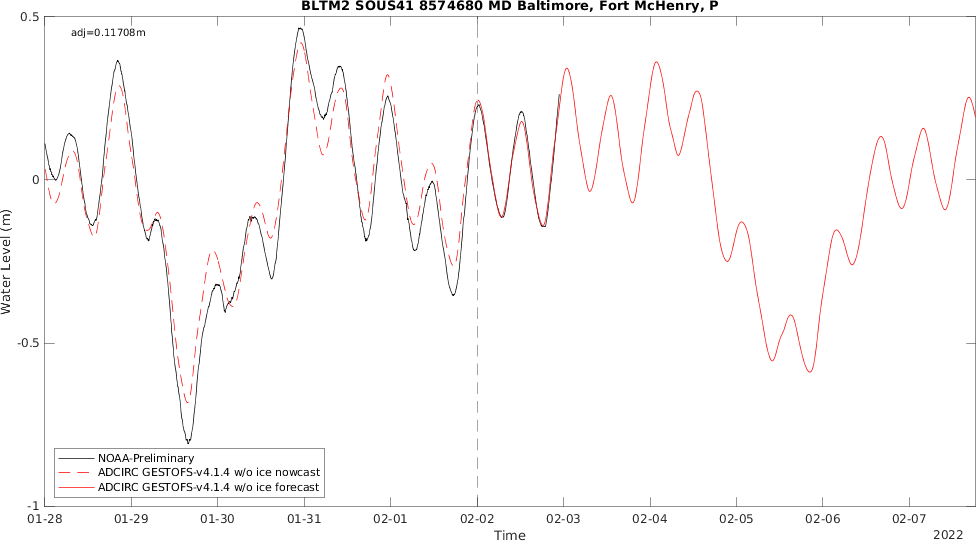 BLTM2 SOUS41 8574680 MD Baltimore, Fort McHenry, P
adj=0.11708m
0.5
0
-0.5
-1
Water Level (m)
NOAA-Preliminary
ADCIRC GESTOFS-v4.1.4 w/o ice nowcast
ADCIRC GESTOFS-v4.1.4 w/o ice forecast
01-28 01-29 01-30 01-31 02-01 02-02 02-03 02-04 02-05 02-06 02-07
Time
2022